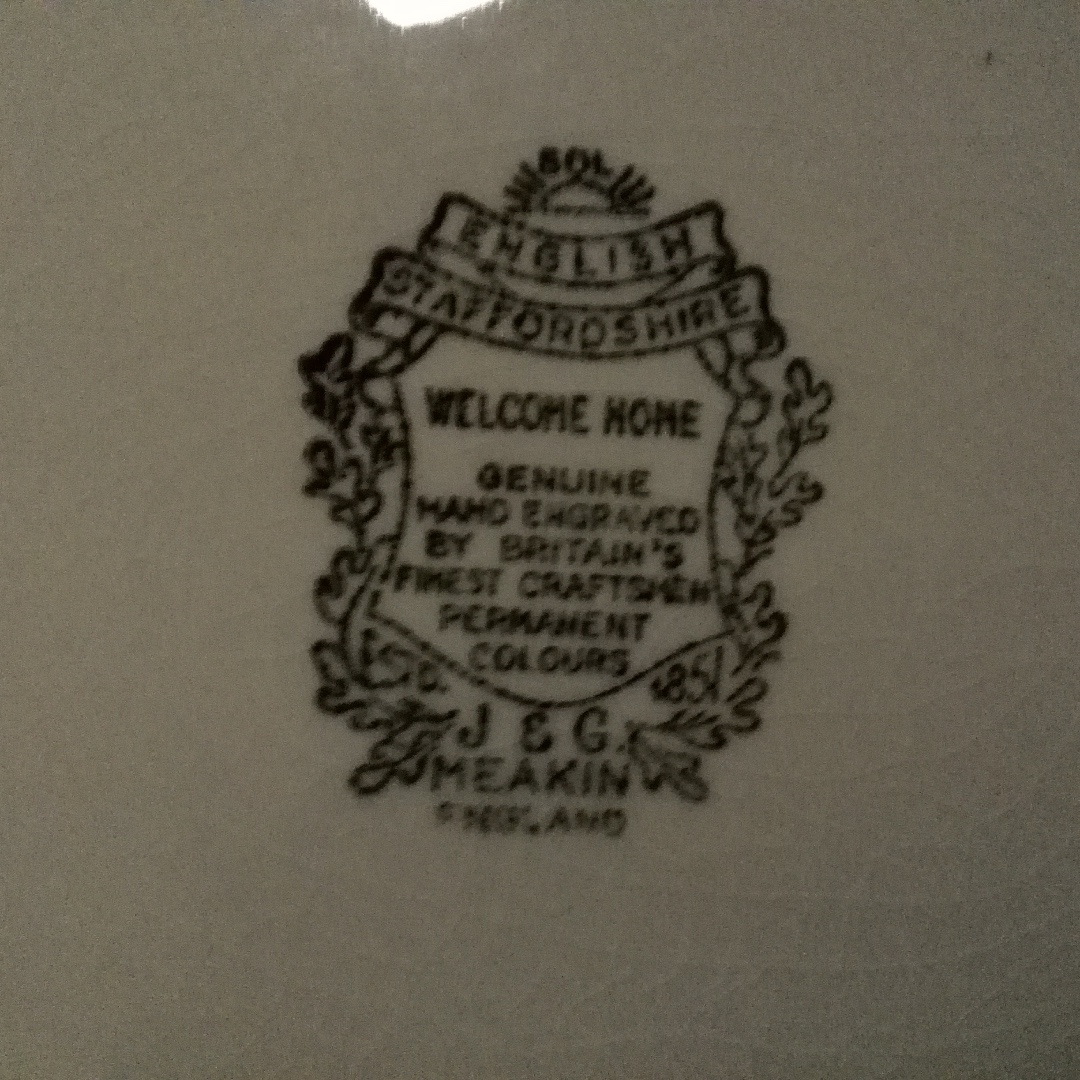 SOL
ENGLISH
STAFFORDSHIRE
WELCOME HOME
GENUINE
HAND ENGRAVED
BY BRITAIN'S
FINEST CRAFTSMEN
PERMANENT
COLOURS
1851
J & G.
MEAKIN
ENGLAND